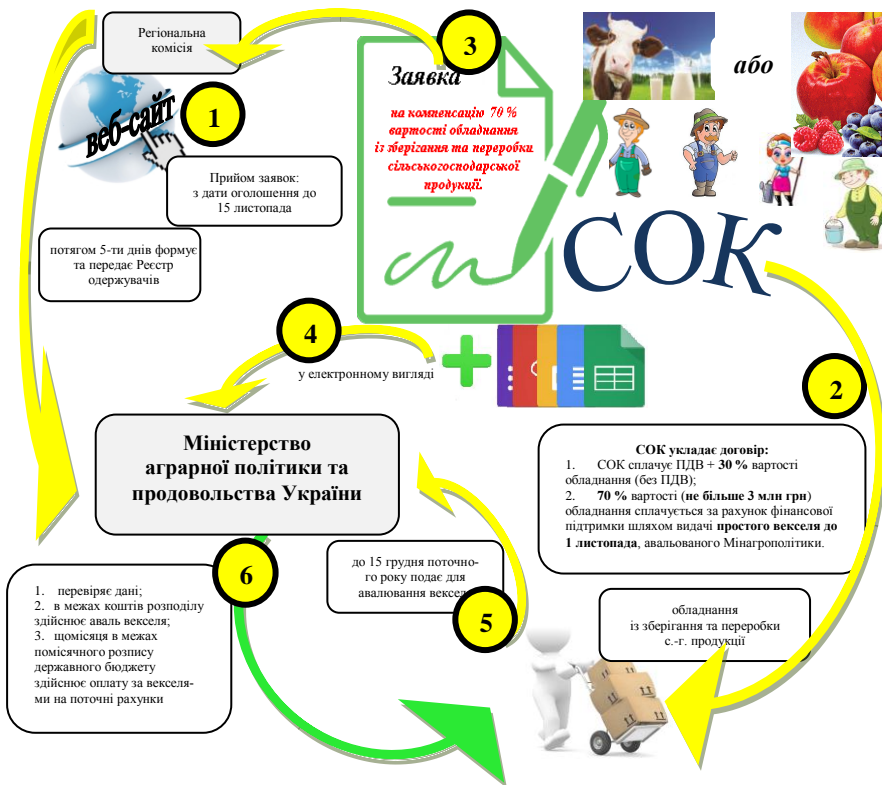 Регіональна
комісія
3
Заявка
на компенсацію 70 %
вартості обладнання
із зберігання та переробки
сільськогосподарської
продукції.
або
веб-сайт
1
Прийом заявок:
з дати оголошення до
15 листопада
потягом 5-ти днів формує
та передає Реєстр
одержувачів
СОК
4
у електронному вигляді
2
Міністерство
аграрної політики та
продовольства України
СОК укладає договір:
1. СОК сплачує ПДВ + 30 % вартості
обладнання (без ПДВ);
2. 70 % вартості (не більше 3 млн грн)
обладнання сплачується за рахунок фінансової
підтримки шляхом видачі простого векселя до
1 листопада, авальованого Мінагрополітики.
до 15 грудня поточно-
го року подає для
авалювання вексель
5
6
1. перевіряє дані;
2. в межах коштів розподілу
здійснює аваль векселя;
3. щомісяця в межах
помісячного розпису
державного бюджету
здійснює оплату за векселя-
ми на поточні рахунки
обладнання
із зберігання та переробки
с.-г. продукції